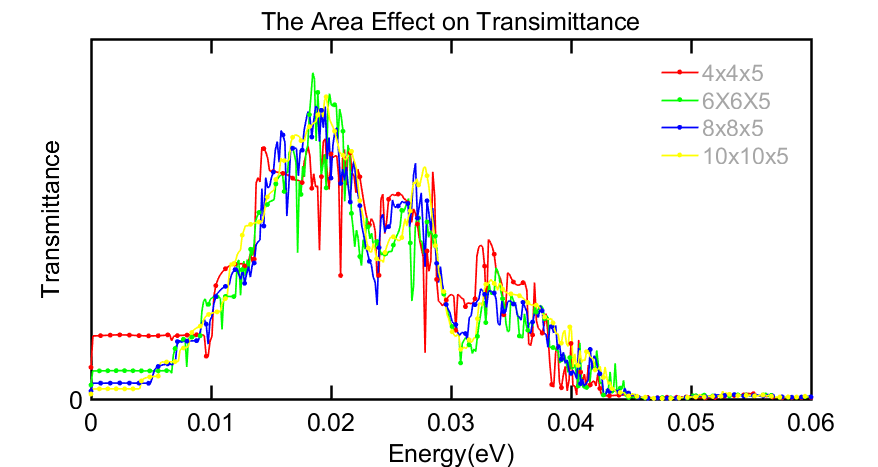 The Area Effect on Transimittance
4x4x5
6X6X5
8x8x5
10x10x5
Transmittance
0
0 0.01 0.02 0.03 0.04 0.05 0.06
Energy(eV)